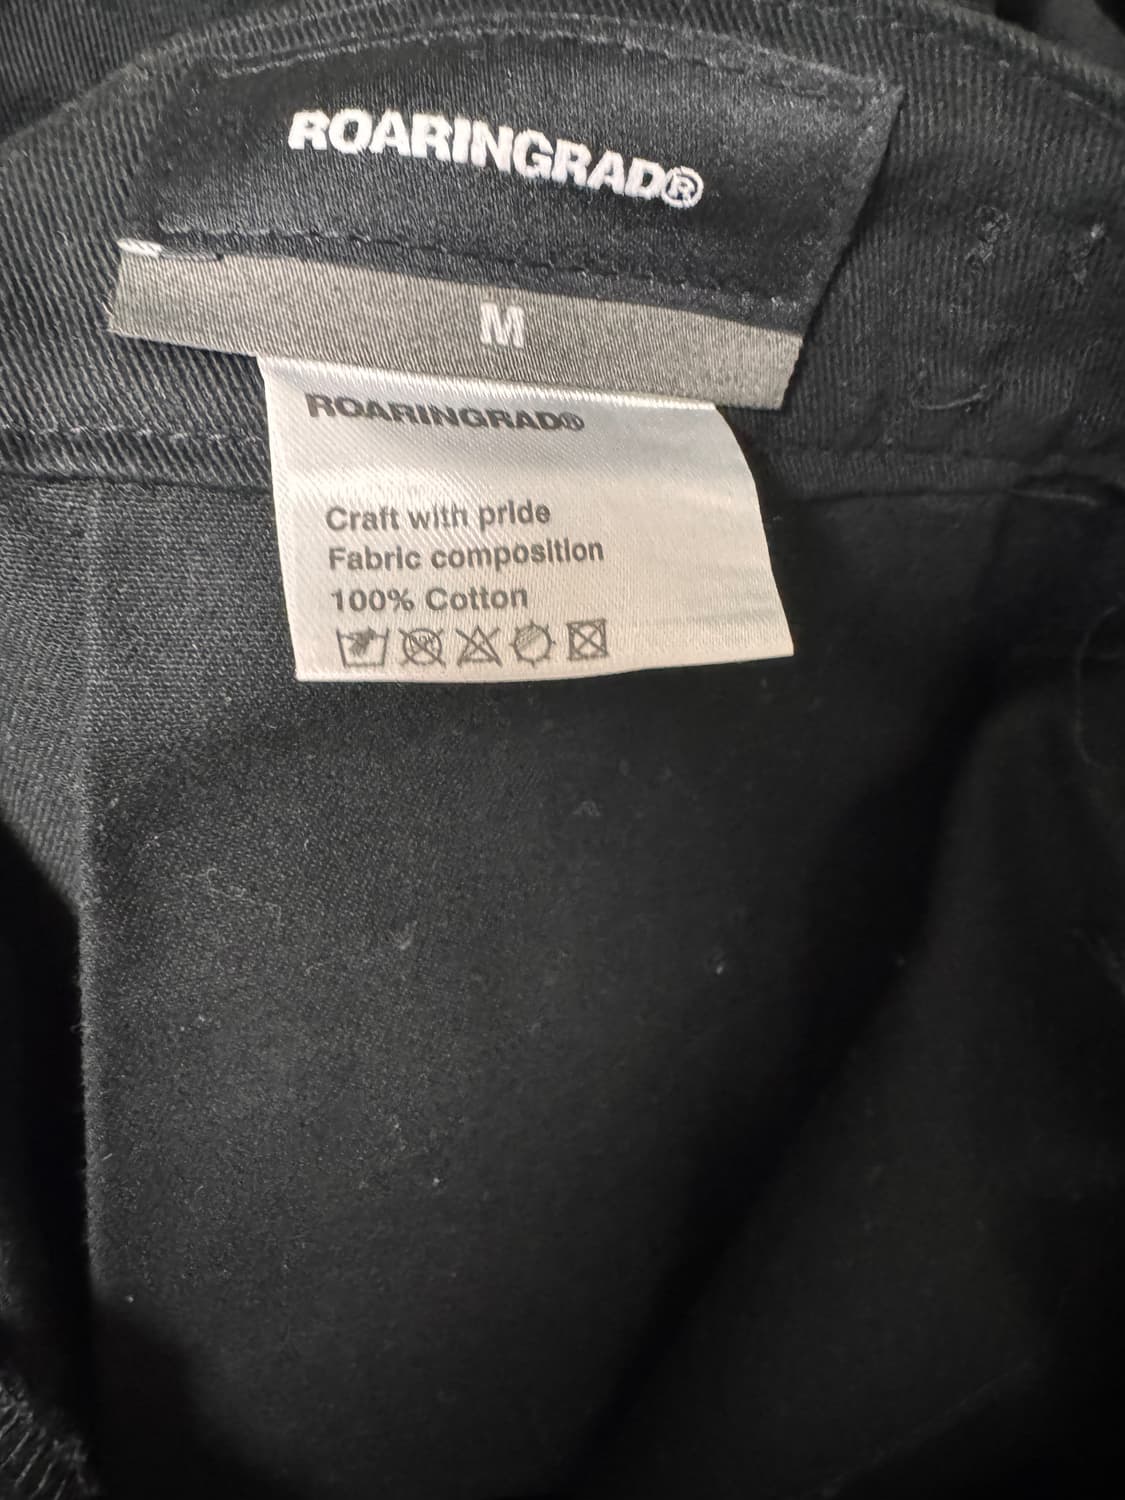 ROARINGRAD®
M
ROARINGRAD®
Craft with pride
Fabric composition
100% Cotton